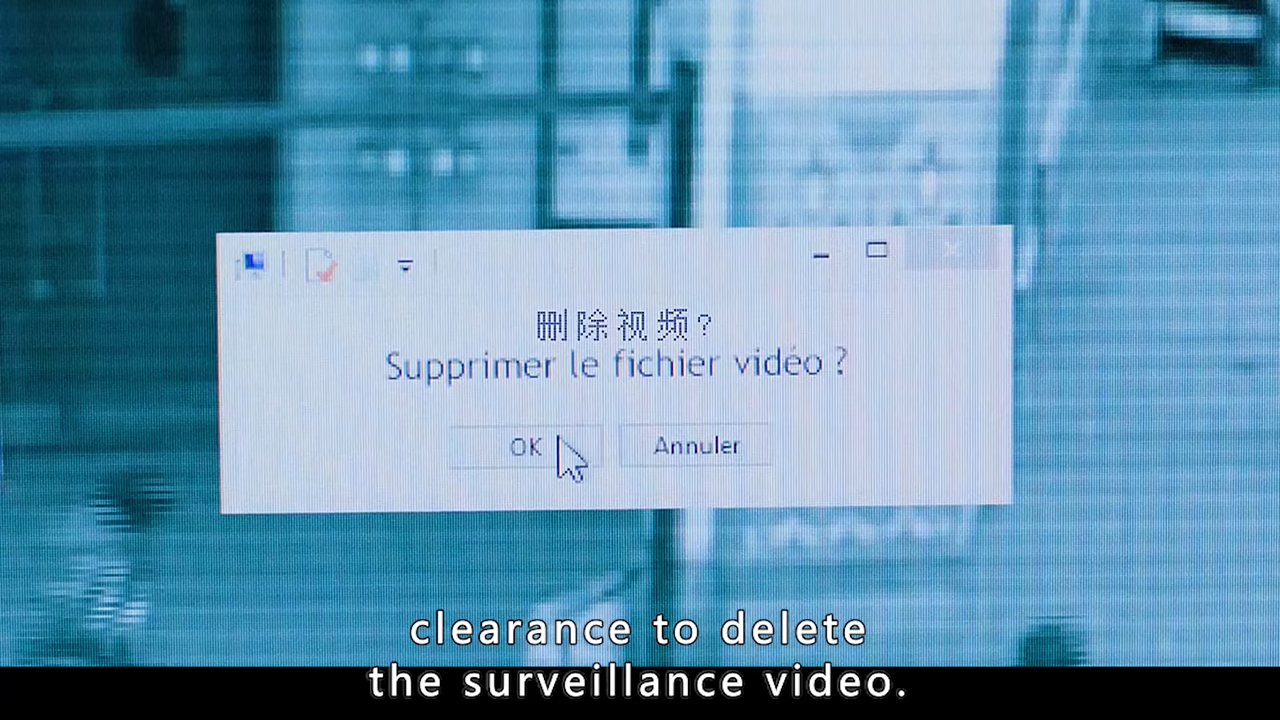 删除视频?
Supprimer le fichier vidéo ?
OK
Annuler
clearance to delete
the surveillance video.